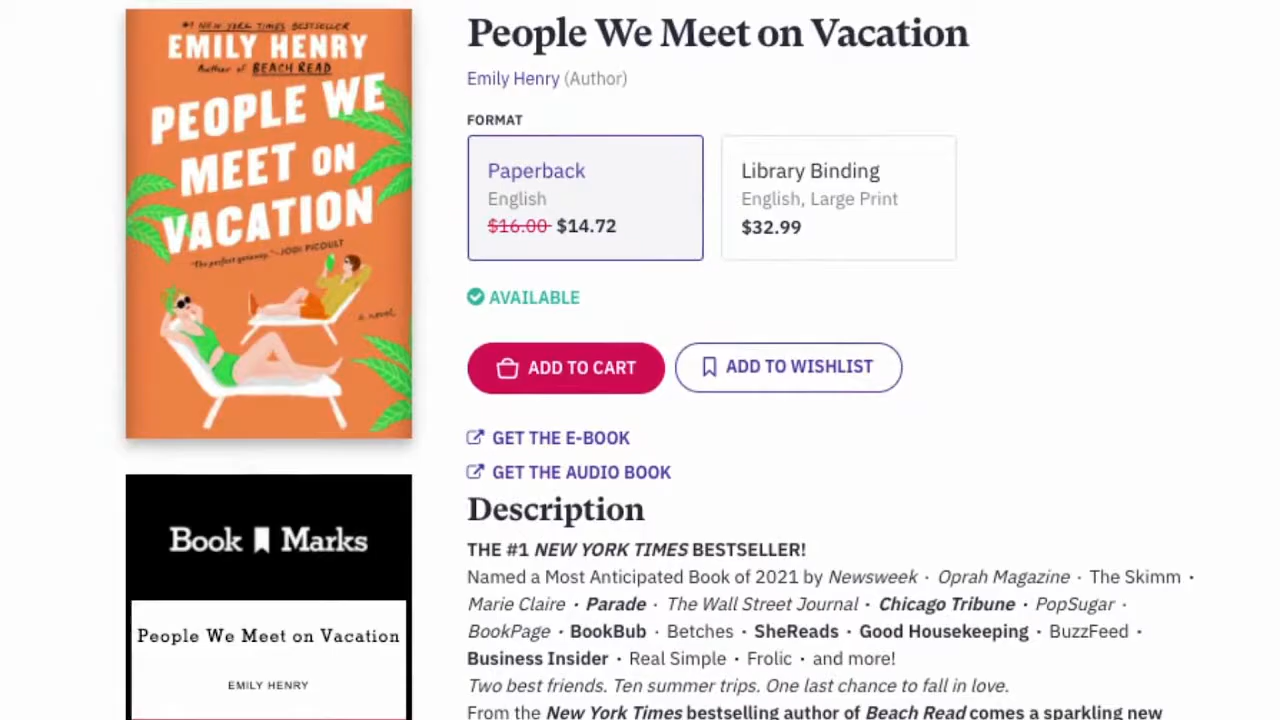 #1 NEW YORK TIMES BESTSELLER
EMILY HENRY
Author of BEACH READ
PEOPLE WE
MEET ON
VACATION
"The perfect getaway." —JODI PICOULT
a novel
Book Marks
People We Meet on Vacation
EMILY HENRY
People We Meet on Vacation
Emily Henry (Author)
FORMAT
Paperback
English
$16.00 $14.72
Library Binding
English, Large Print
$32.99
AVAILABLE
ADD TO CART
ADD TO WISHLIST
GET THE E-BOOK
GET THE AUDIO BOOK
Description
THE #1 NEW YORK TIMES BESTSELLER!
Named a Most Anticipated Book of 2021 by Newsweek · Oprah Magazine · The Skimm ·
Marie Claire · Parade · The Wall Street Journal · Chicago Tribune · PopSugar ·
BookPage · BookBub · Betches · SheReads · Good Housekeeping · BuzzFeed ·
Business Insider · Real Simple · Frolic · and more!
Two best friends. Ten summer trips. One last chance to fall in love.
From the New York Times bestselling author of Beach Read comes a sparkling new